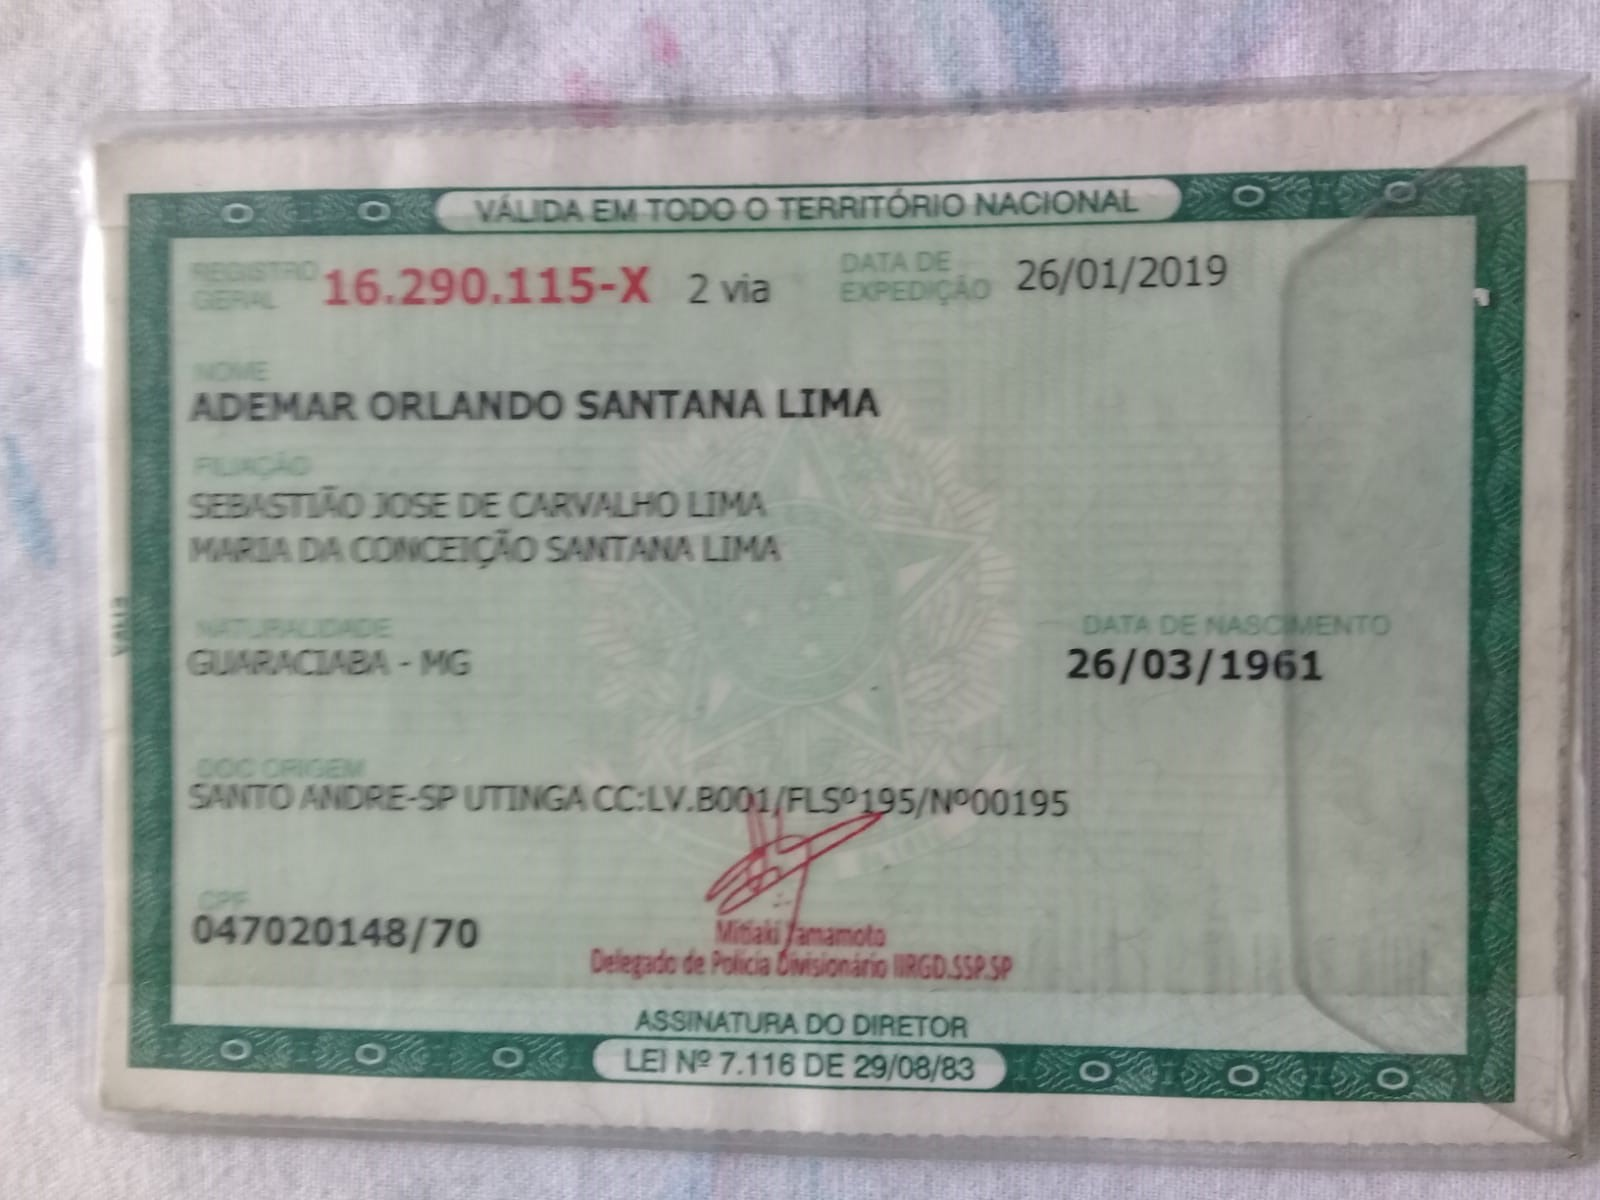 VÁLIDA EM TODO O TERRITÓRIO NACIONAL
REGISTRO GERAL 16.290.115-X 2 via DATA DE EXPEDIÇÃO 26/01/2019
NOME
ADEMAR ORLANDO SANTANA LIMA
FILIAÇÃO
SEBASTIÃO JOSE DE CARVALHO LIMA
MARIA DA CONCEIÇÃO SANTANA LIMA
NATURALIDADE DATA DE NASCIMENTO
GUARACIABA - MG 26/03/1961
DOC ORIGEM
SANTO ANDRE-SP UTINGA CC:LV.B001/FLSº195/Nº00195
CPF
047020148/70
Mitiaki Yamamoto
Delegado de Polícia Divisionário IIRGD.SSP.SP
ASSINATURA DO DIRETOR
LEI Nº 7.116 DE 29/08/83